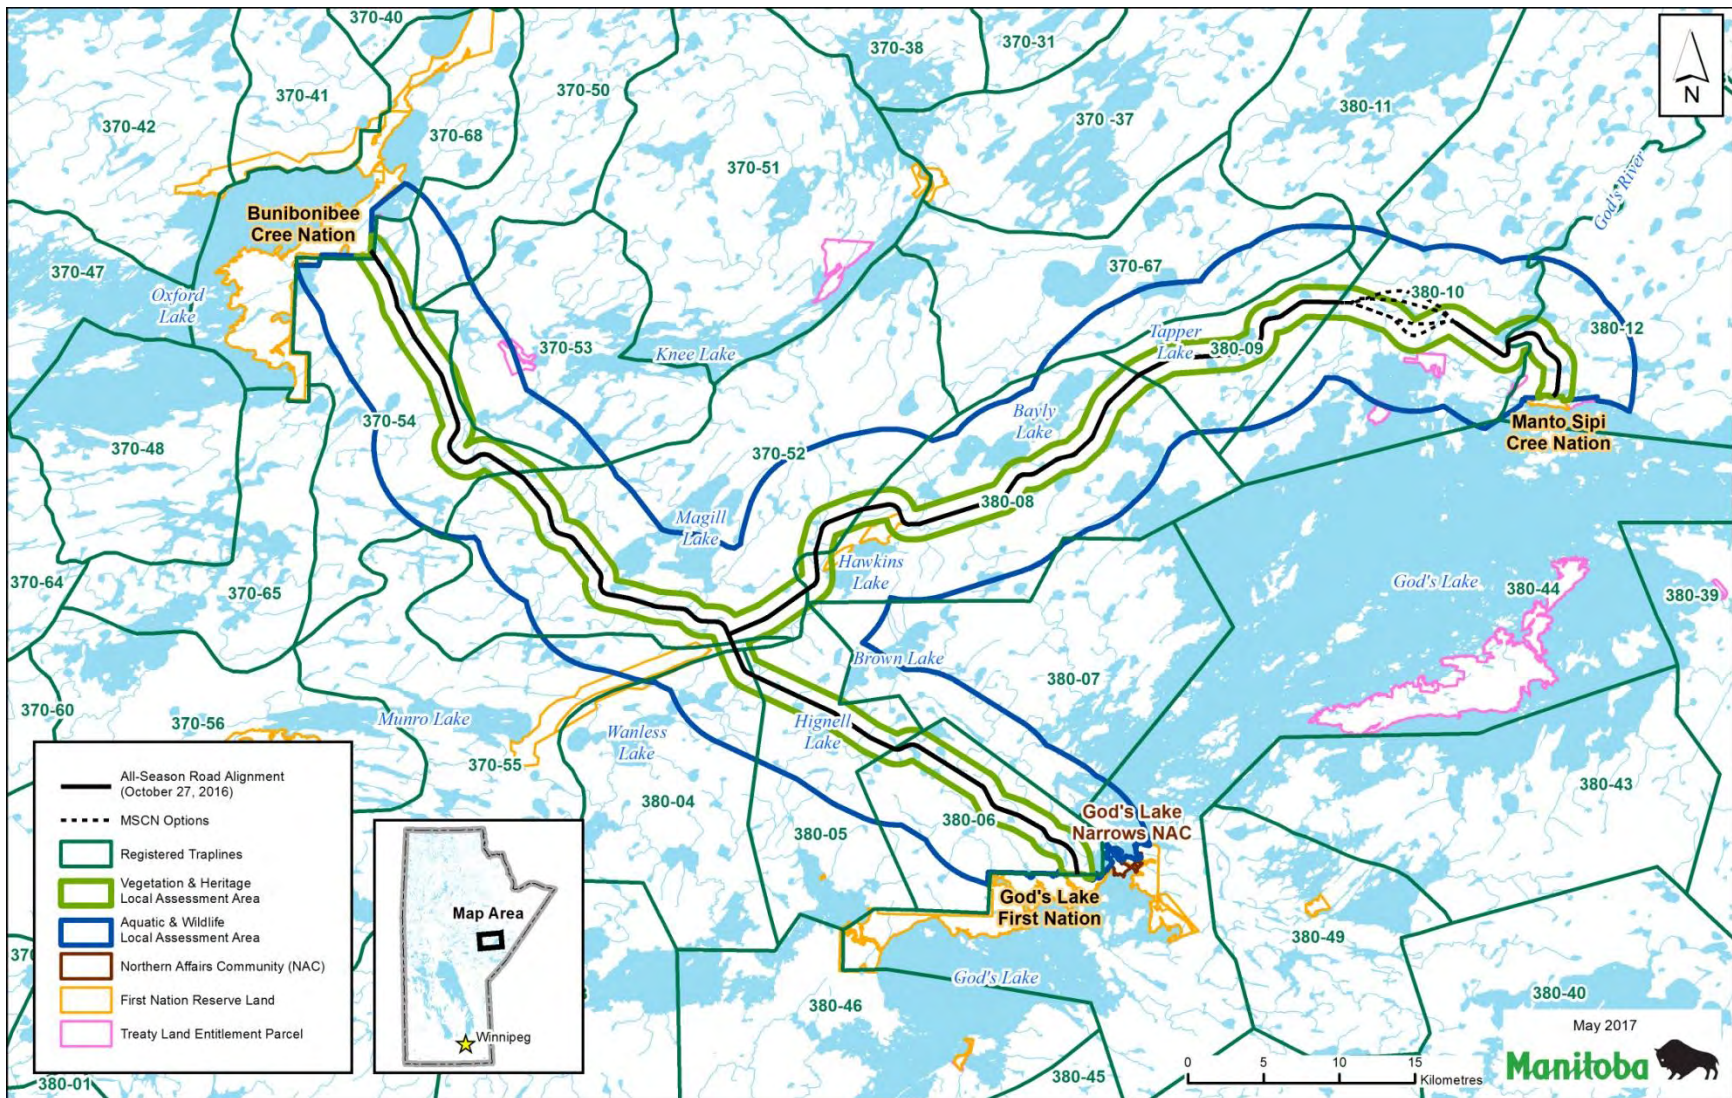 370-40
370-38
370-31
370-41
370-50
380-11
N
370-42
370-68
370 -37
370-51
God's River
Bunibonibee
Cree Nation
370-47
Oxford
Lake
370-67
380-10
380-12
Tapper
Lake
380-09
370-53
Knee Lake
370-54
Bayly
Lake
Manto Sipi
Cree Nation
370-48
370-52
380-08
Magill
Lake
Hawkins
Lake
God's Lake
380-44
370-64
370-65
380-39
Brown Lake
380-07
370-60
370-56
Munro Lake
Wanless
Lake
Hignell
Lake
370-55
380-04
380-43
380-05
380-06
God's Lake
Narrows NAC
God's Lake
First Nation
380-49
God's Lake
380-46
380-40
380-45
380-01
370
All-Season Road Alignment
(October 27, 2016)
MSCN Options
Registered Traplines
Vegetation & Heritage
Local Assessment Area
Aquatic & Wildlife
Local Assessment Area
Northern Affairs Community (NAC)
First Nation Reserve Land
Treaty Land Entitlement Parcel
Map Area
Winnipeg
0 5 10 15
Kilometres
May 2017
Manitoba